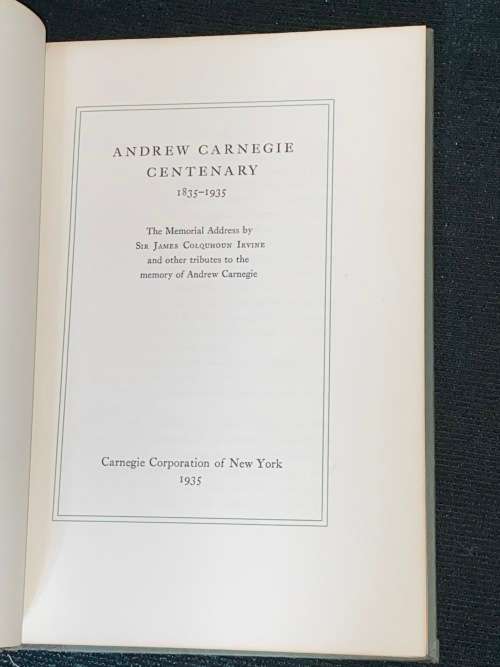 ANDREW CARNEGIE
CENTENARY
1835–1935
The Memorial Address by
SIR JAMES COLQUHOUN IRVINE
and other tributes to the
memory of Andrew Carnegie
Carnegie Corporation of New York
1935